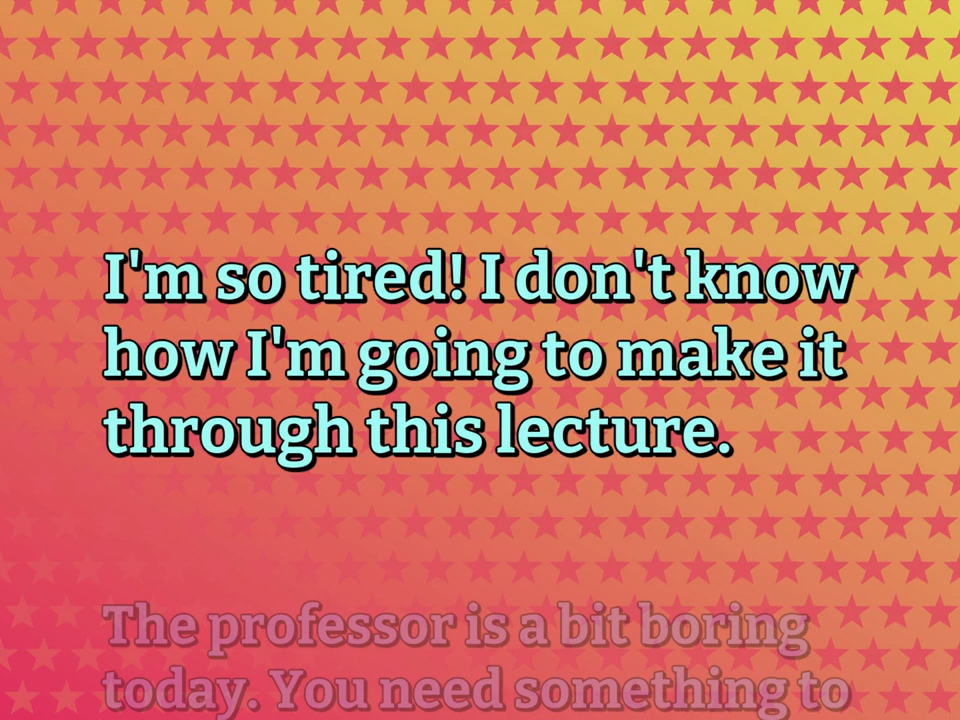 I'm so tired! I don't know
how I'm going to make it
through this lecture.
The professor is a bit boring
today. You need something to